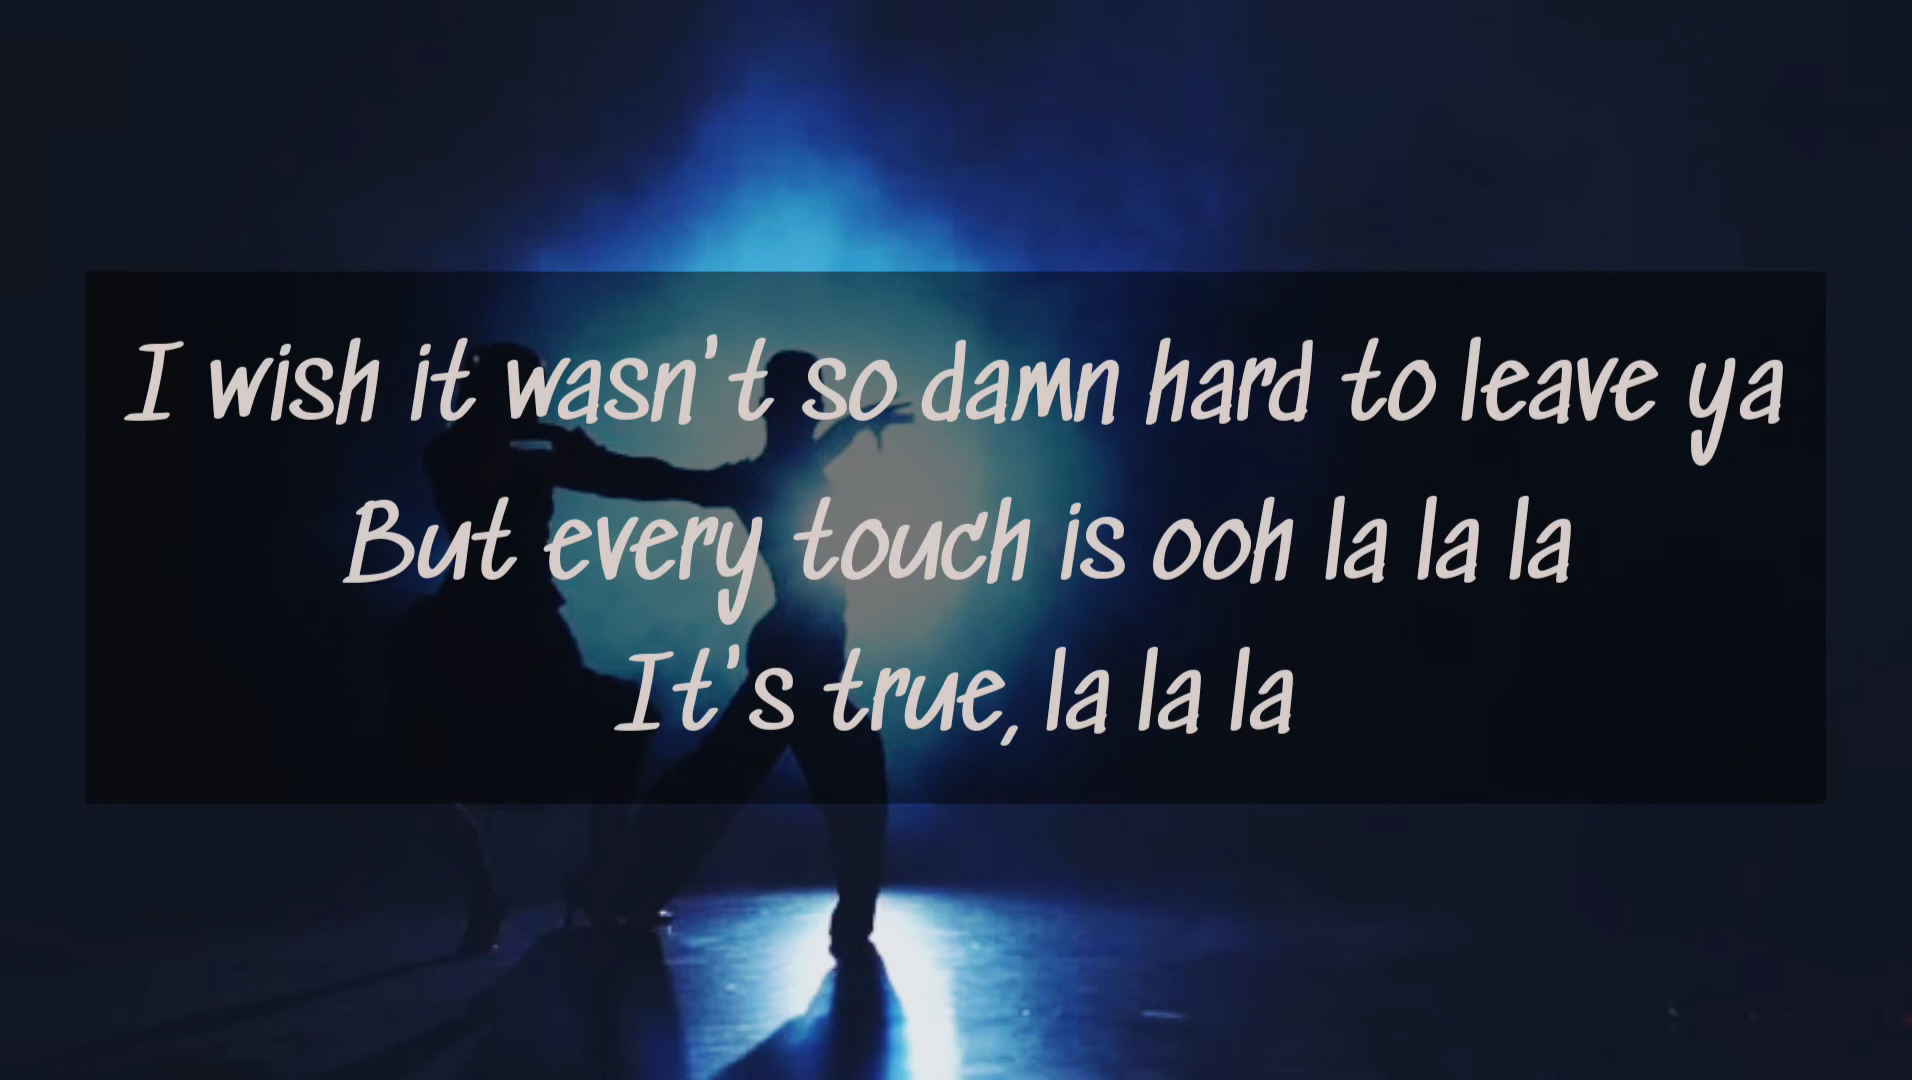 I wish it wasn't so damn hard to leave ya
But every touch is ooh la la la
It's true, la la la